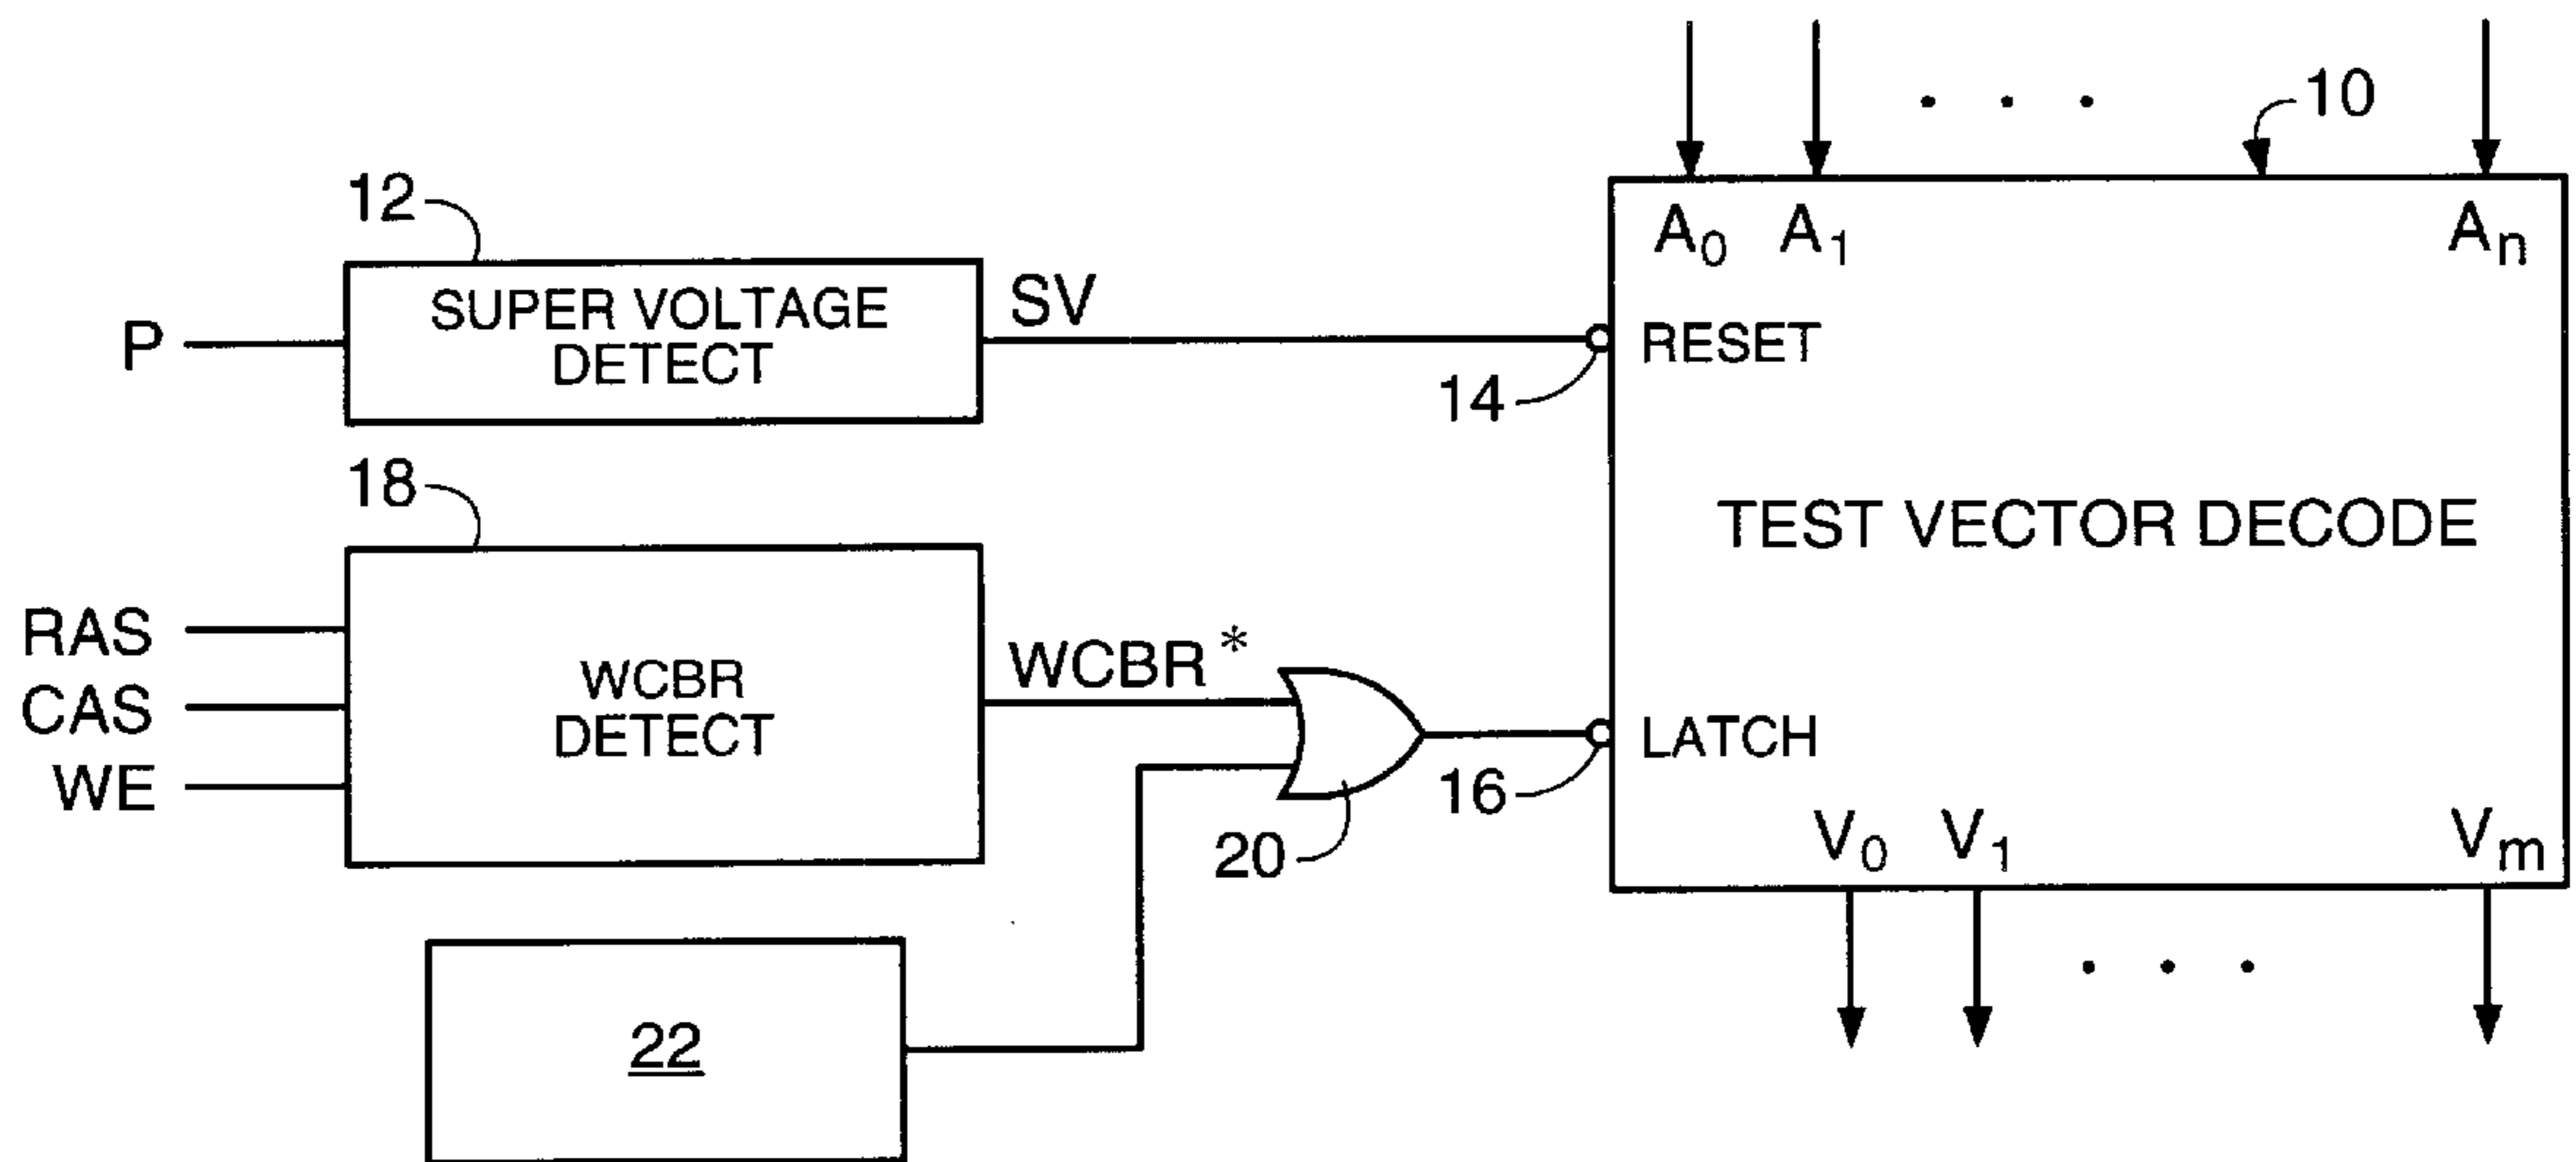 10
A0 A1 An
12
SUPER VOLTAGE
DETECT
P
SV
RESET
14
TEST VECTOR DECODE
18
RAS
CAS
WE
WCBR
DETECT
WCBR*
LATCH
16
20
V0 V1 Vm
22